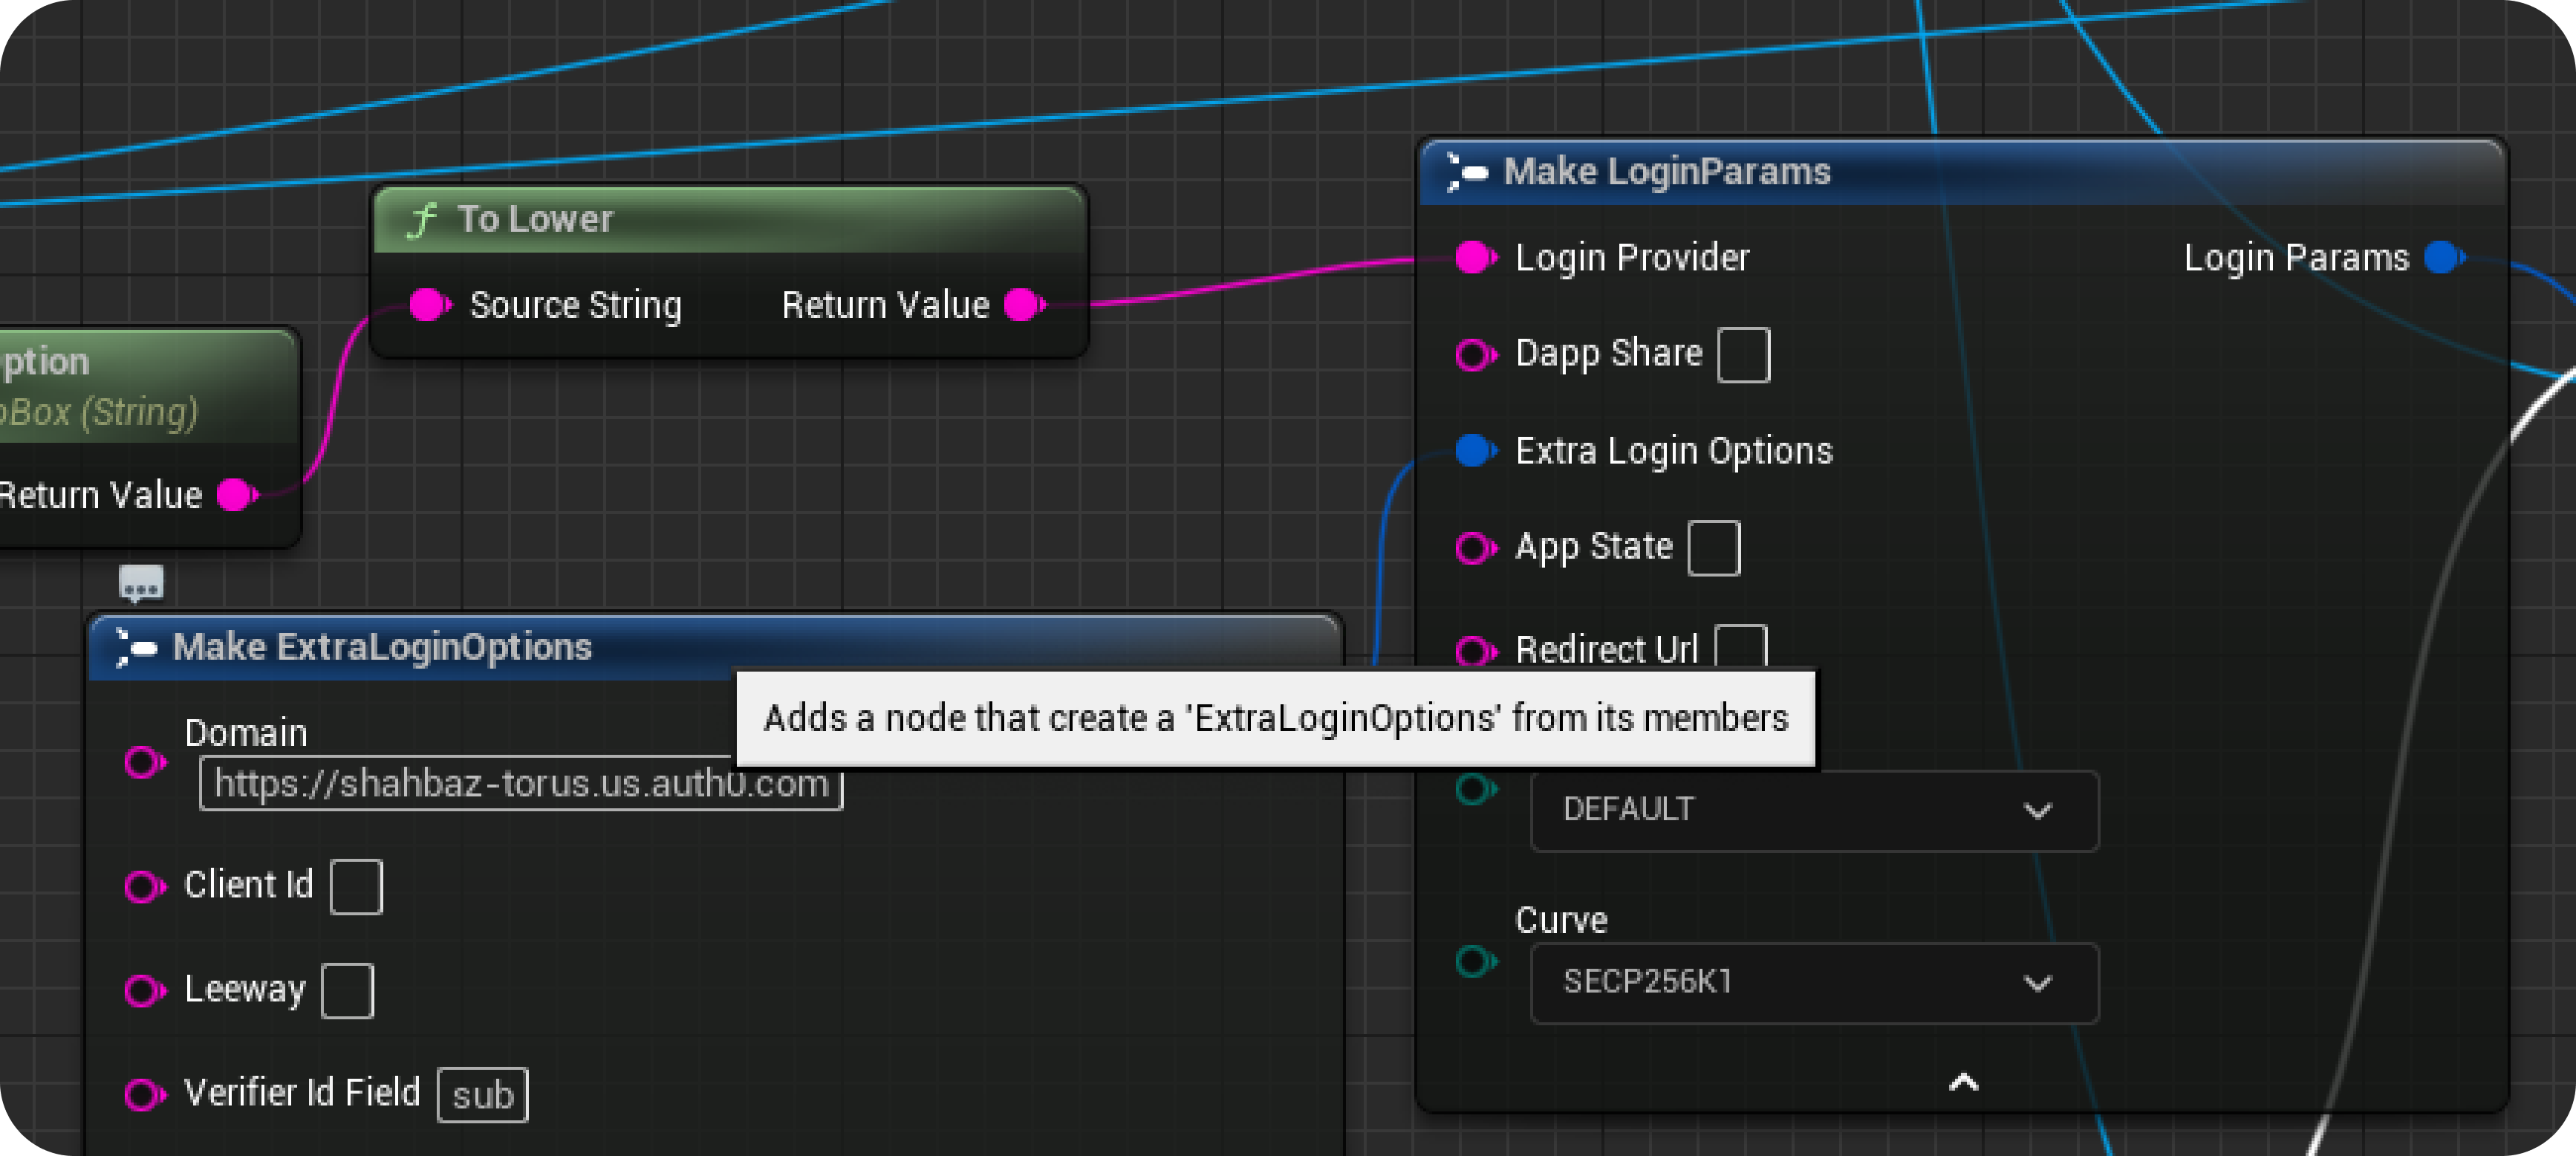 To Lower
Source String
Return Value
ption
oBox (String)
Return Value
Make LoginParams
Login Provider
Login Params
Dapp Share
Extra Login Options
App State
Redirect Url
DEFAULT
Curve
SECP256K1
Make ExtraLoginOptions
Adds a node that create a 'ExtraLoginOptions' from its members
Domain
https://shahbaz-torus.us.auth0.com
Client Id
Leeway
Verifier Id Field
sub